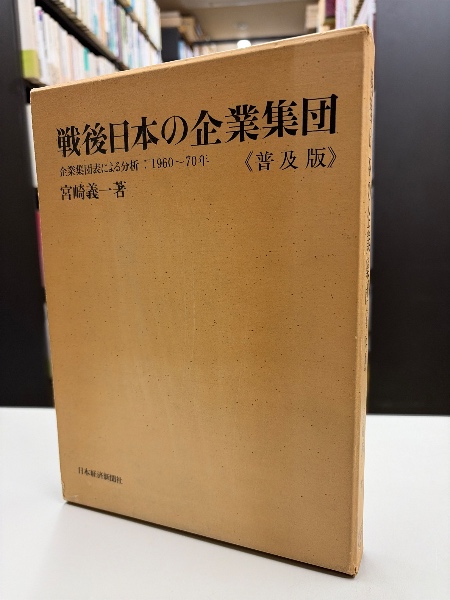 戦後日本の企業集団
企業集団表による分析：1960〜70年
《普及版》
宮崎義一著
日本経済新聞社